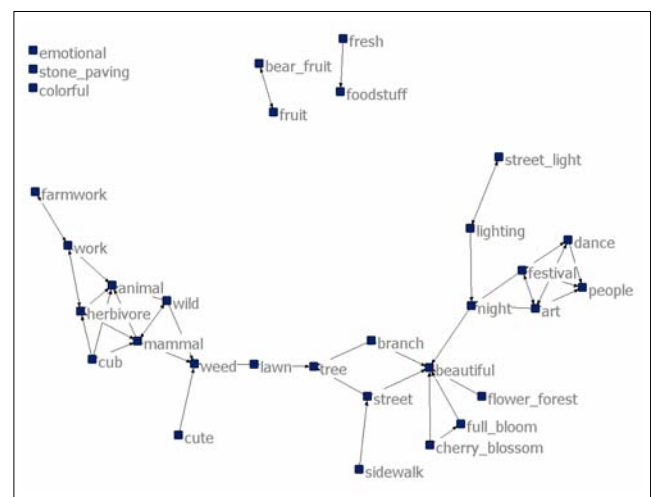 emotional
stone_paving
colorful
bear_fruit
fruit
fresh
foodstuff
street_light
farmwork
lighting
dance
work
festival
animal
people
wild
night
art
herbivore
mammal
branch
cub
weed
lawn
tree
beautiful
street
flower_forest
full_bloom
cute
cherry_blossom
sidewalk